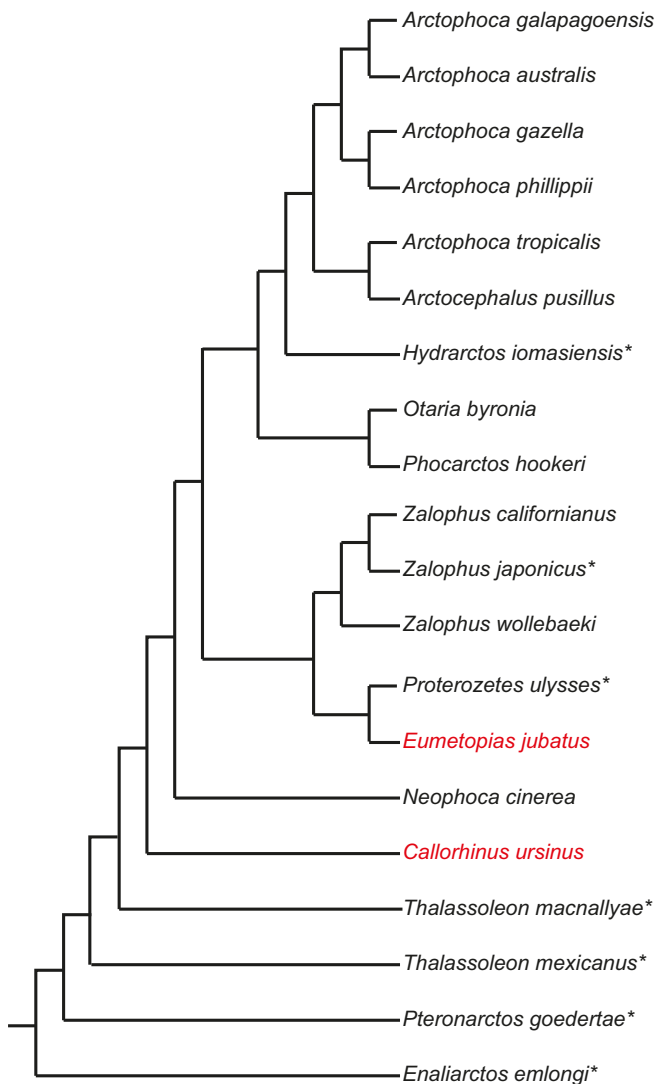 Arctophoca galapagoensis
Arctophoca australis
Arctophoca gazella
Arctophoca phillippii
Arctophoca tropicalis
Arctocephalus pusillus
Hydrarctos iomasiensis*
Otaria byronia
Phocarctos hookeri
Zalophus californianus
Zalophus japonicus*
Zalophus wollebaeki
Proterozetes ulysses*
Eumetopias jubatus
Neophoca cinerea
Callorhinus ursinus
Thalassoleon macnallyae*
Thalassoleon mexicanus*
Pteronarctos goedertae*
Enaliarctos emlongi*